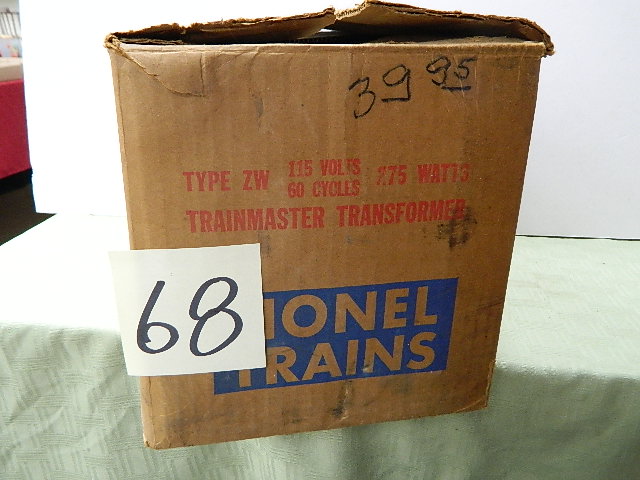 39 95
TYPE ZW 115 VOLTS 60 CYCLES 275 WATTS
TRAINMASTER TRANSFORMER
68
LIONEL
TRAINS